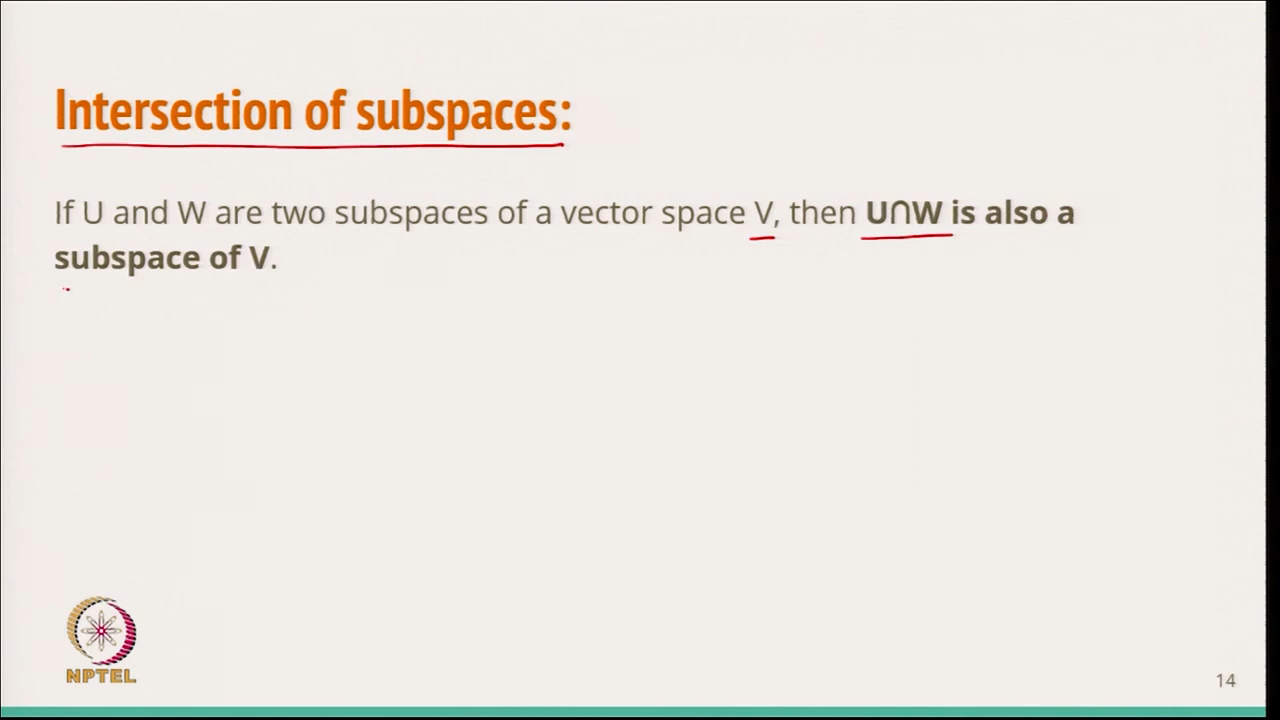 Intersection of subspaces:
If U and W are two subspaces of a vector space V, then U∩W is also a
subspace of V.
NPTEL
14